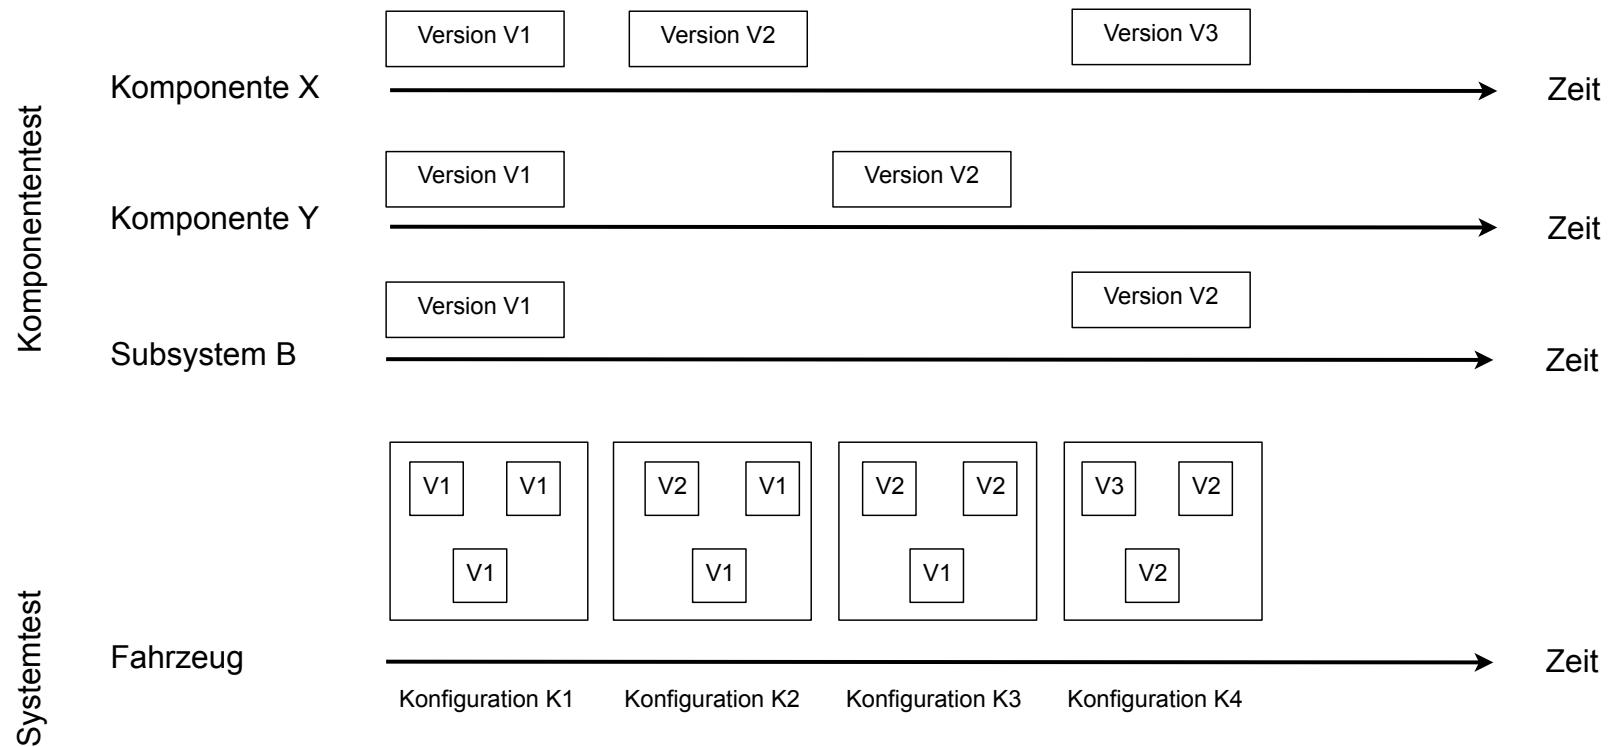 Komponententest
Version V1
Version V2
Version V3
Komponente X
Zeit
Version V1
Version V2
Komponente Y
Zeit
Version V1
Version V2
Subsystem B
Zeit
Systemtest
V1 V1
V1
V2 V1
V1
V2 V2
V1
V3 V2
V2
Fahrzeug
Zeit
Konfiguration K1
Konfiguration K2
Konfiguration K3
Konfiguration K4